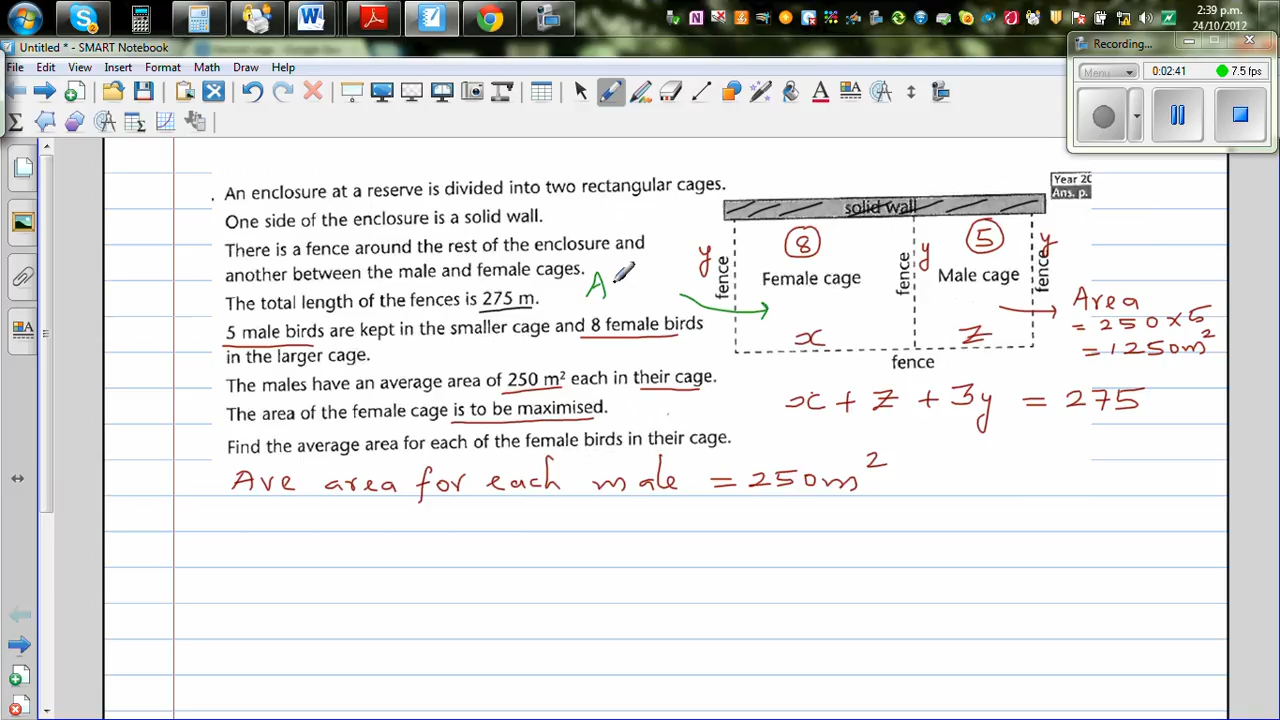 2:39 p.m.
24/10/2012
Untitled * - SMART Notebook
File Edit View Insert Format Math Draw Help
Recording...
Menu
0:02:41
7.5 fps
An enclosure at a reserve is divided into two rectangular cages.
One side of the enclosure is a solid wall.
There is a fence around the rest of the enclosure and
another between the male and female cages.
The total length of the fences is 275 m.
5 male birds are kept in the smaller cage and 8 female birds
in the larger cage.
The males have an average area of 250 m² each in their cage.
The area of the female cage is to be maximised.
Find the average area for each of the female birds in their cage.
Year 20
Ans. p.
solid wall
8
5
y
y
y
fence
fence
fence
Female cage
Male cage
x
z
fence
A
Area
= 250 × 5
= 1250m²
x + z + 3y = 275
Ave area for each male = 250m²